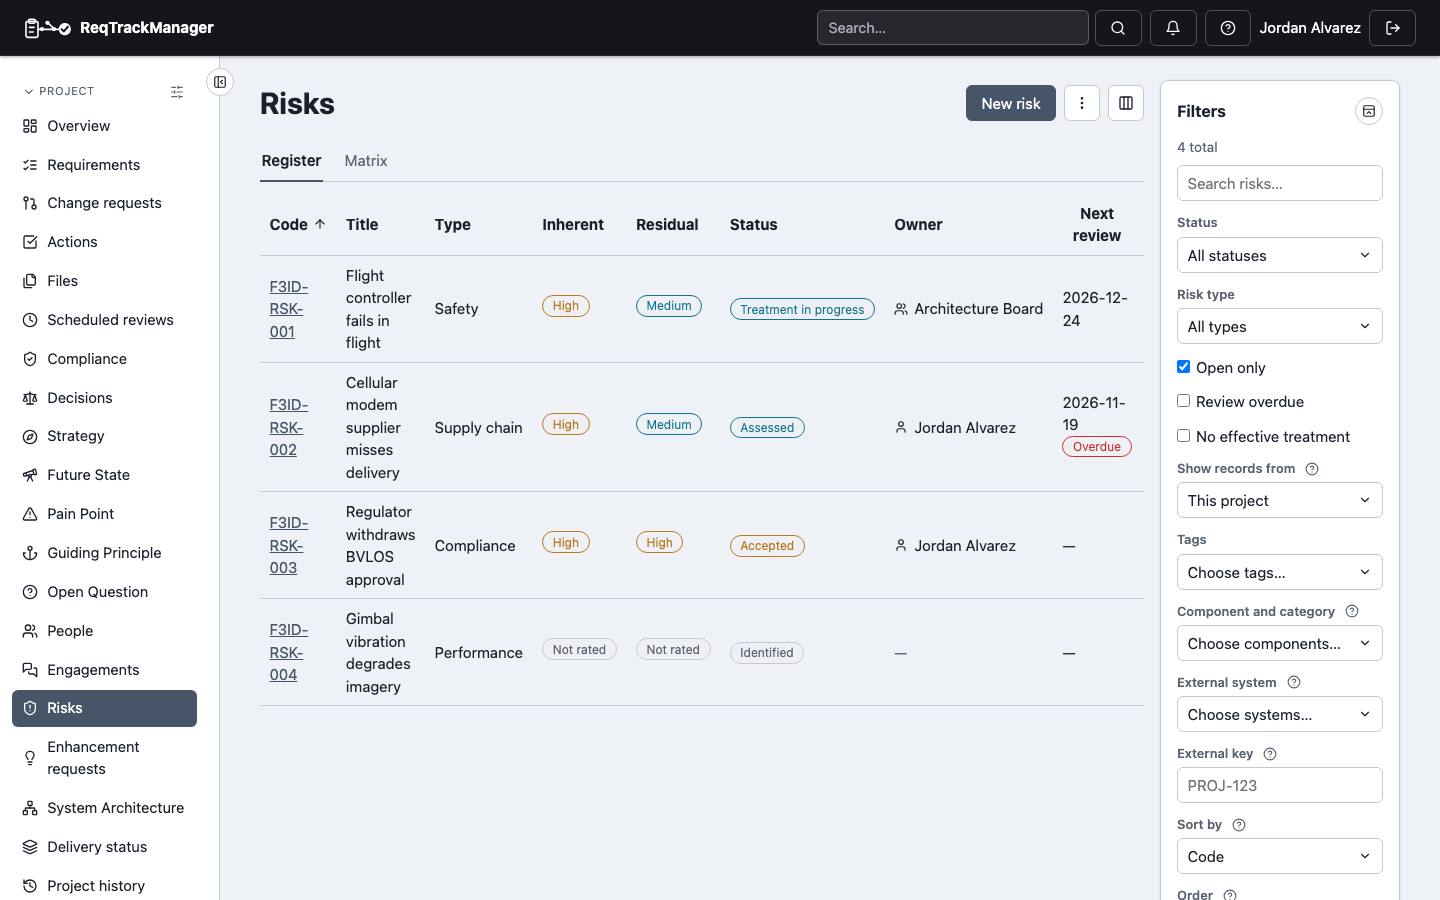 ReqTrackManager
Search...
Jordan Alvarez
PROJECT
Overview
Requirements
Change requests
Actions
Files
Scheduled reviews
Compliance
Decisions
Strategy
Future State
Pain Point
Guiding Principle
Open Question
People
Engagements
Risks
Enhancement
requests
System Architecture
Delivery status
Project history
Risks
New risk
Register Matrix
Code Title Type Inherent Residual Status Owner Next
review
F3ID-
RSK-
001
Flight
controller
fails in
flight
Safety
High
Medium
Treatment in progress
Architecture Board
2026-12-
24
F3ID-
RSK-
002
Cellular
modem
supplier
misses
delivery
Supply chain
High
Medium
Assessed
Jordan Alvarez
2026-11-
19
Overdue
F3ID-
RSK-
003
Regulator
withdraws
BVLOS
approval
Compliance
High
High
Accepted
Jordan Alvarez
—
F3ID-
RSK-
004
Gimbal
vibration
degrades
imagery
Performance
Not rated
Not rated
Identified
—
—
Filters
4 total
Search risks...
Status
All statuses
Risk type
All types
Open only
Review overdue
No effective treatment
Show records from
This project
Tags
Choose tags...
Component and category
Choose components...
External system
Choose systems...
External key
PROJ-123
Sort by
Code
Order